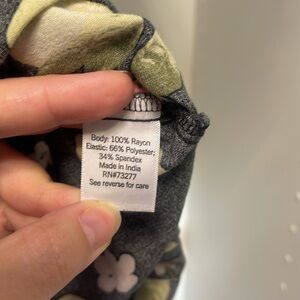 Body: 100% Rayon
Elastic: 66% Polyester;
34% Spandex
Made in India
RN#73277
See reverse for care